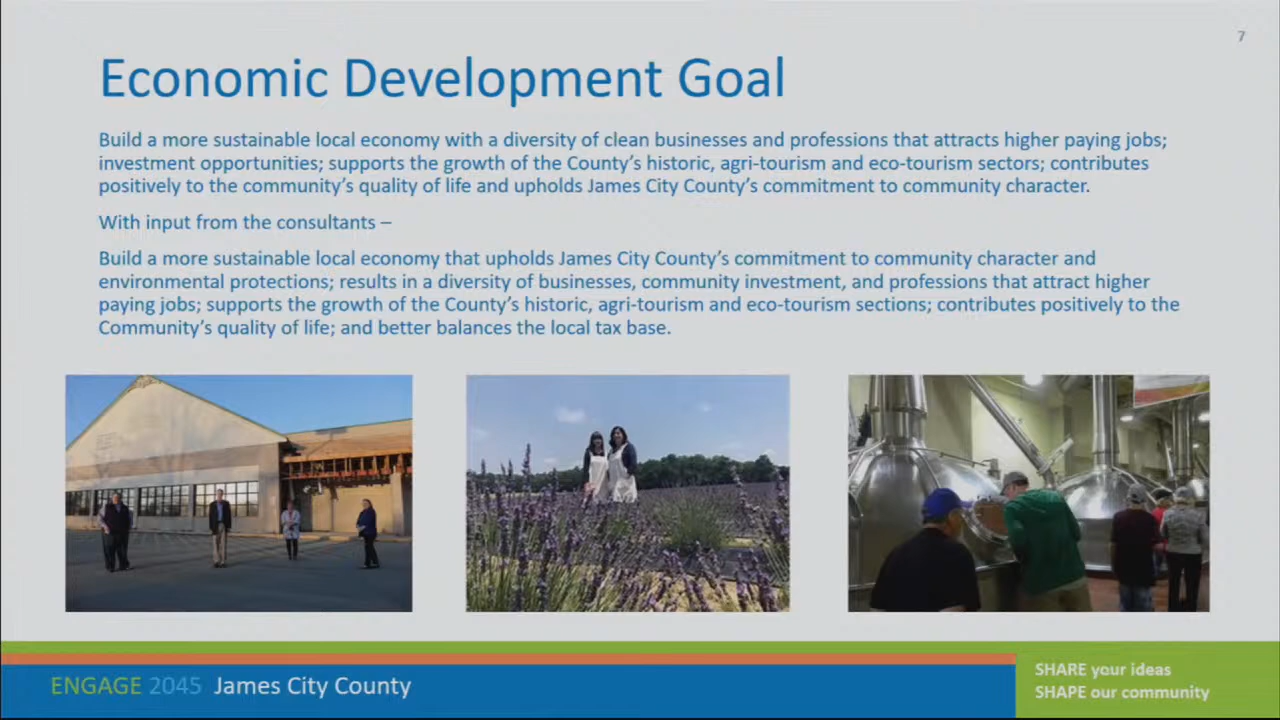 7
Economic Development Goal
Build a more sustainable local economy with a diversity of clean businesses and professions that attracts higher paying jobs;
investment opportunities; supports the growth of the County's historic, agri-tourism and eco-tourism sectors; contributes
positively to the community's quality of life and upholds James City County's commitment to community character.
With input from the consultants –
Build a more sustainable local economy that upholds James City County's commitment to community character and
environmental protections; results in a diversity of businesses, community investment, and professions that attract higher
paying jobs; supports the growth of the County's historic, agri-tourism and eco-tourism sections; contributes positively to the
Community's quality of life; and better balances the local tax base.
ENGAGE 2045 James City County
SHARE your ideas
SHAPE our community